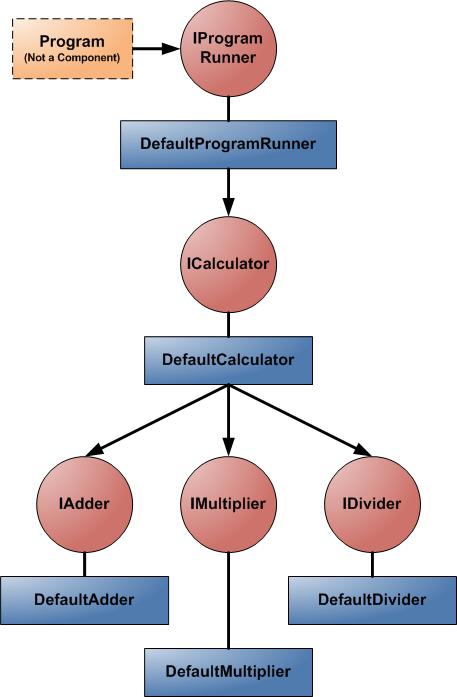 Program
(Not a Component)
IProgram
Runner
DefaultProgramRunner
ICalculator
DefaultCalculator
IAdder
IMultiplier
IDivider
DefaultAdder
DefaultDivider
DefaultMultiplier